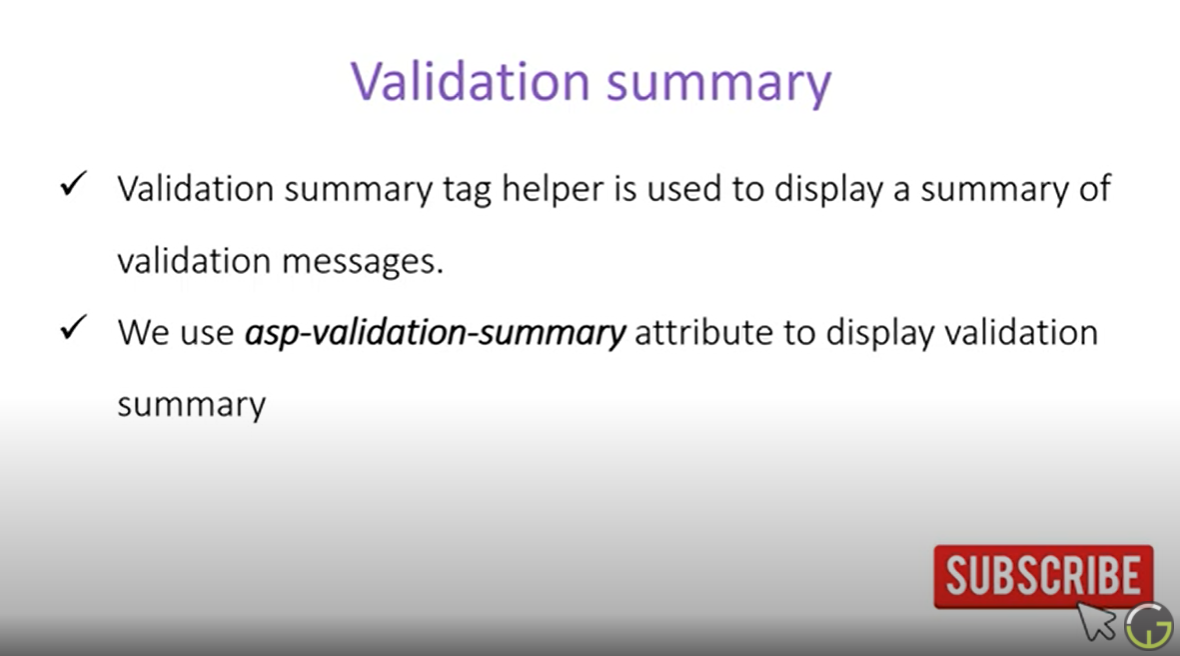 Validation summary
✓ Validation summary tag helper is used to display a summary of
validation messages.
✓ We use asp-validation-summary attribute to display validation
summary
SUBSCRIBE